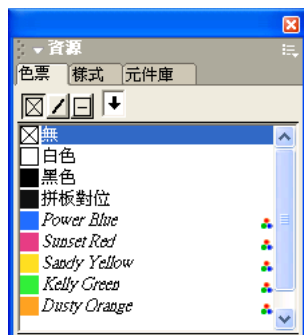 資源
色票 樣式 元件庫
無
白色
黑色
拼板對位
Power Blue
Sunset Red
Sandy Yellow
Kelly Green
Dusty Orange